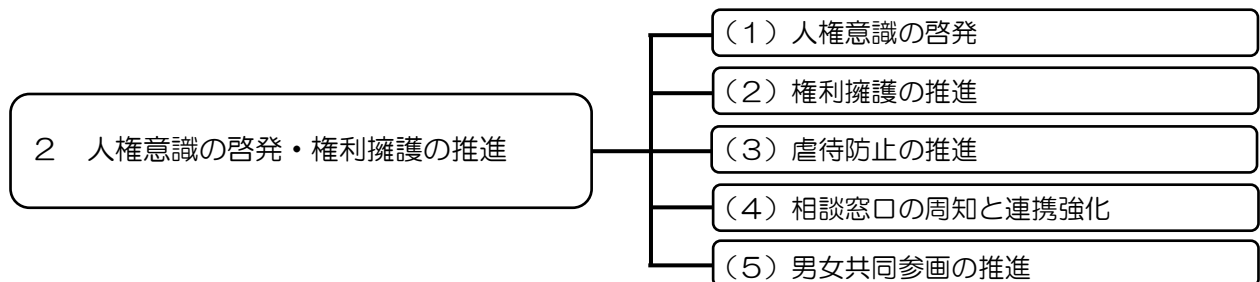 ２　人権意識の啓発・権利擁護の推進
（１）人権意識の啓発
（２）権利擁護の推進
（３）虐待防止の推進
（４）相談窓口の周知と連携強化
（５）男女共同参画の推進